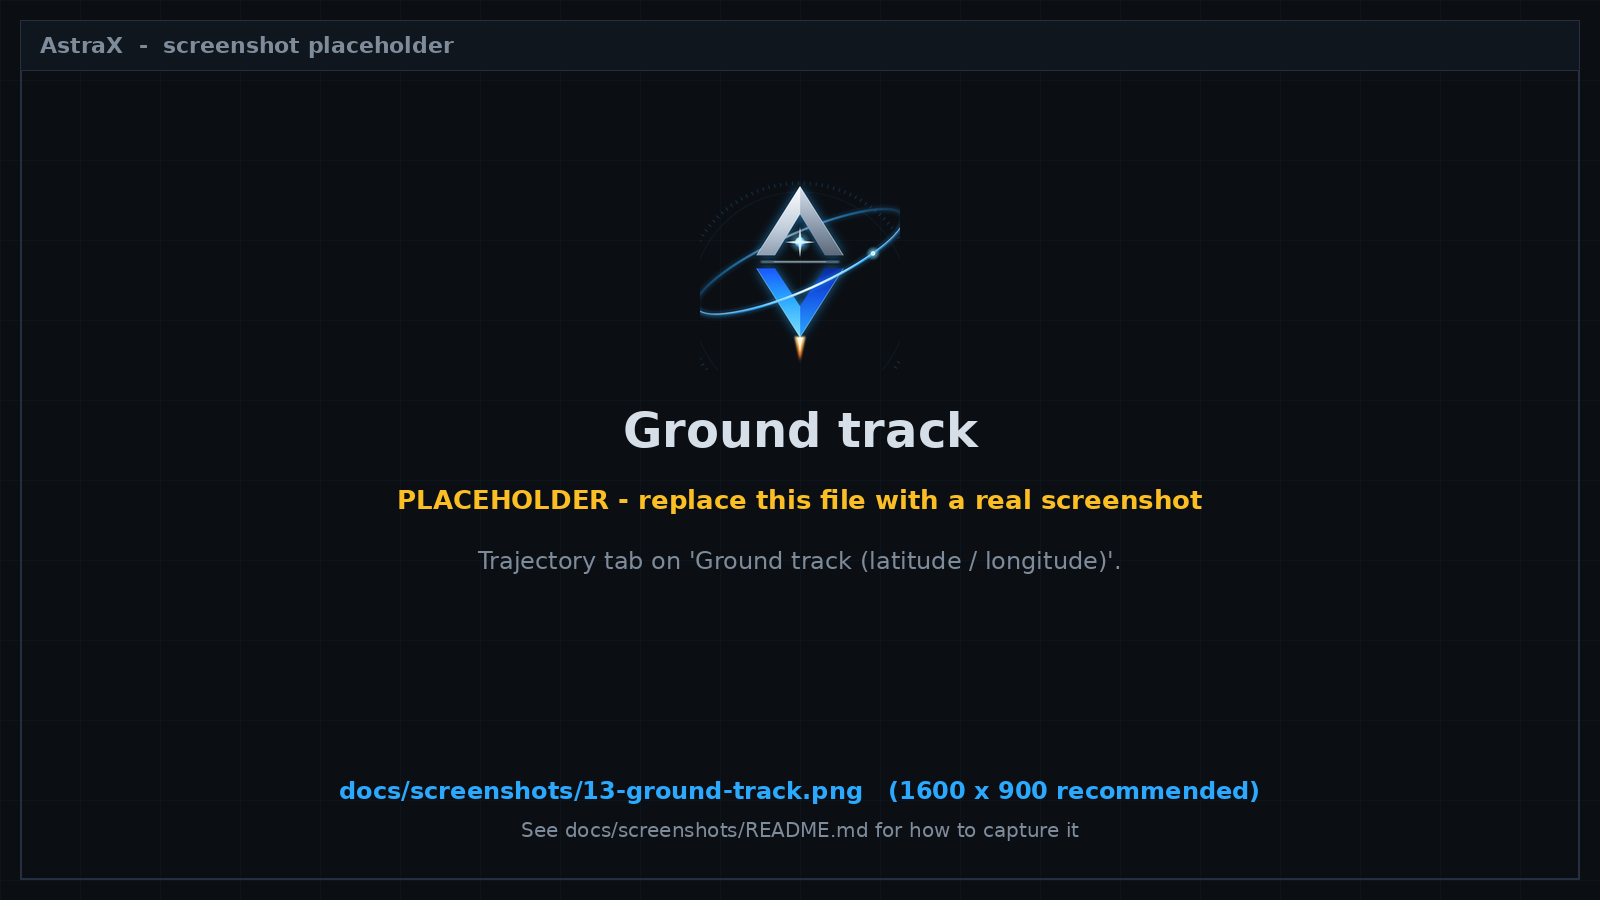 AstraX - screenshot placeholder
Ground track
PLACEHOLDER - replace this file with a real screenshot
Trajectory tab on 'Ground track (latitude / longitude)'.
docs/screenshots/13-ground-track.png (1600 x 900 recommended)
See docs/screenshots/README.md for how to capture it